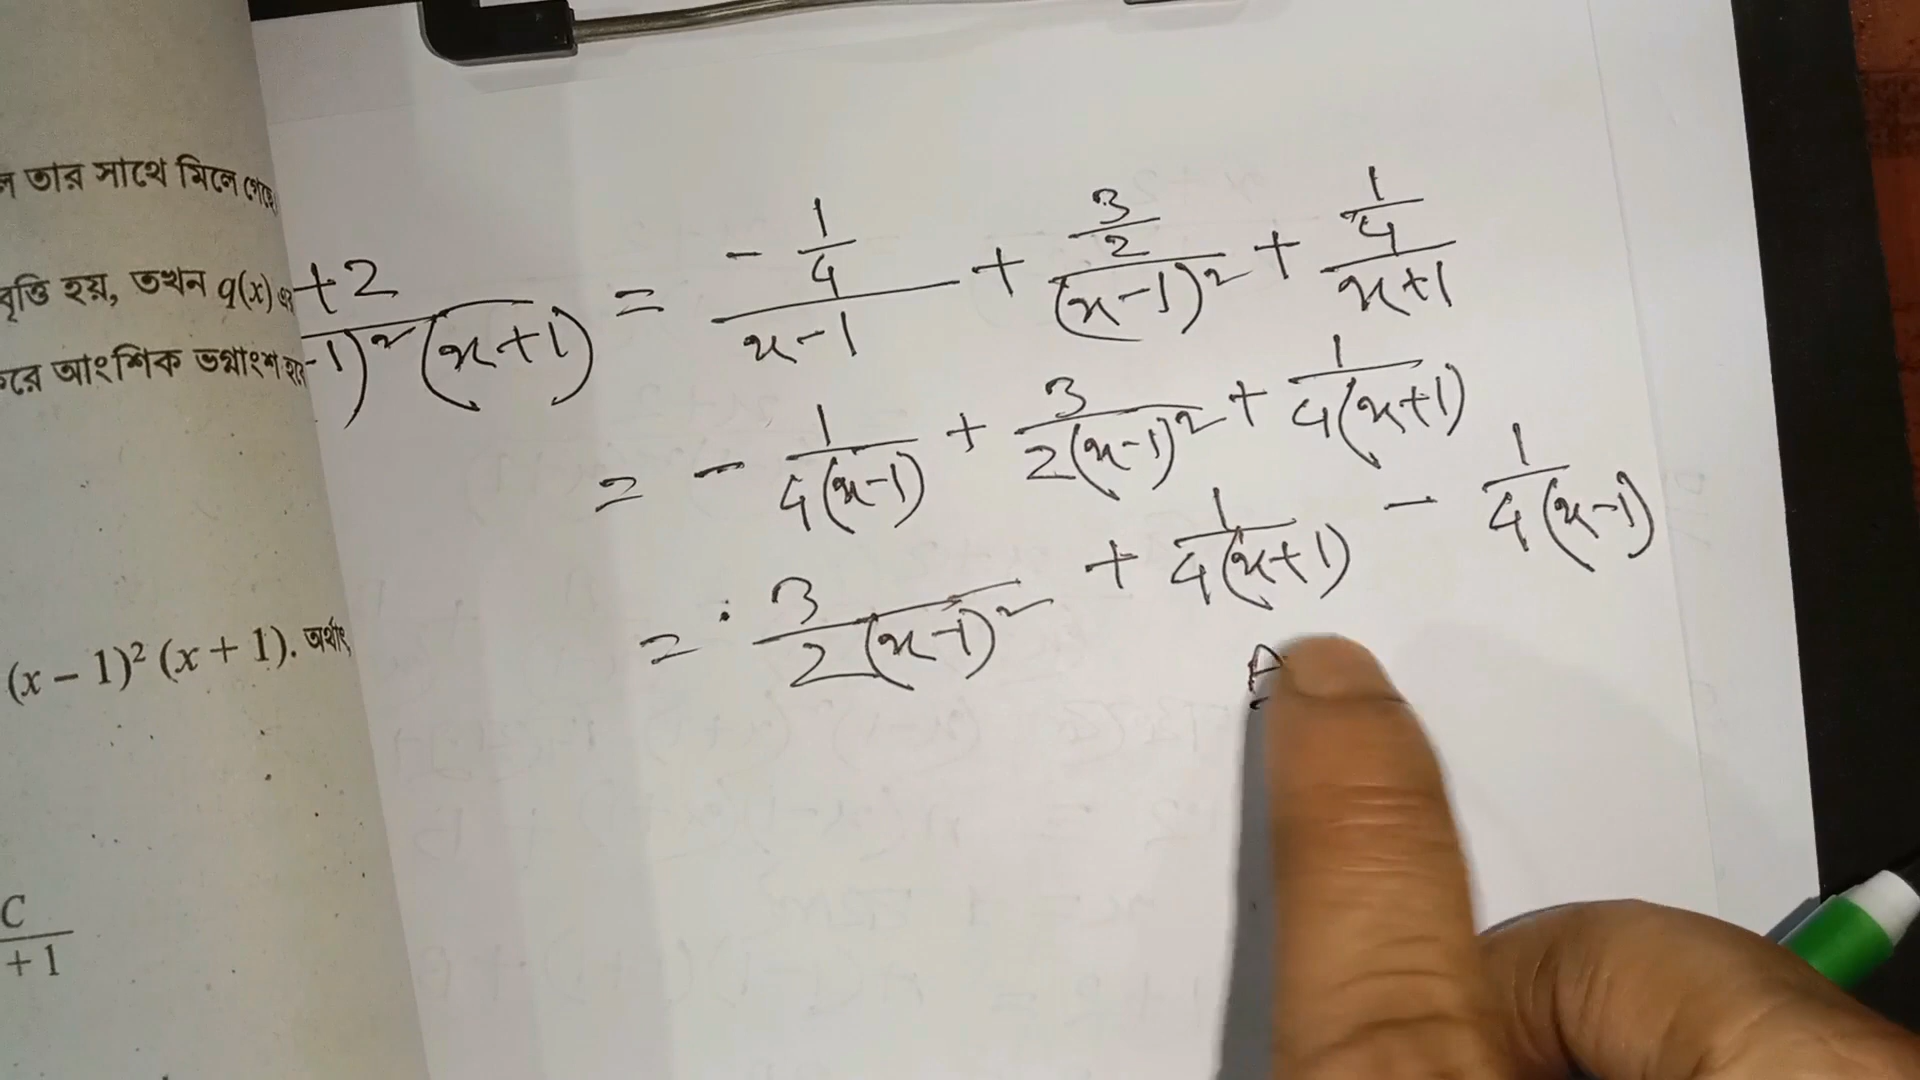 তার সাথে মিলে গেছে
বৃত্তি হয়, তখন q(x) এর
করে আংশিক ভগ্নাংশ হবে
(x – 1)² (x + 1). অর্থাৎ
C
+ 1
+2 / -1)² (x+1) = -1/4 / x-1 + 3/2 / (x-1)² + 1/4 / x+1
= - 1 / 4(x-1) + 3 / 2(x-1)² + 1 / 4(x+1)
= 3 / 2(x-1)² + 1 / 4(x+1) - 1 / 4(x-1)